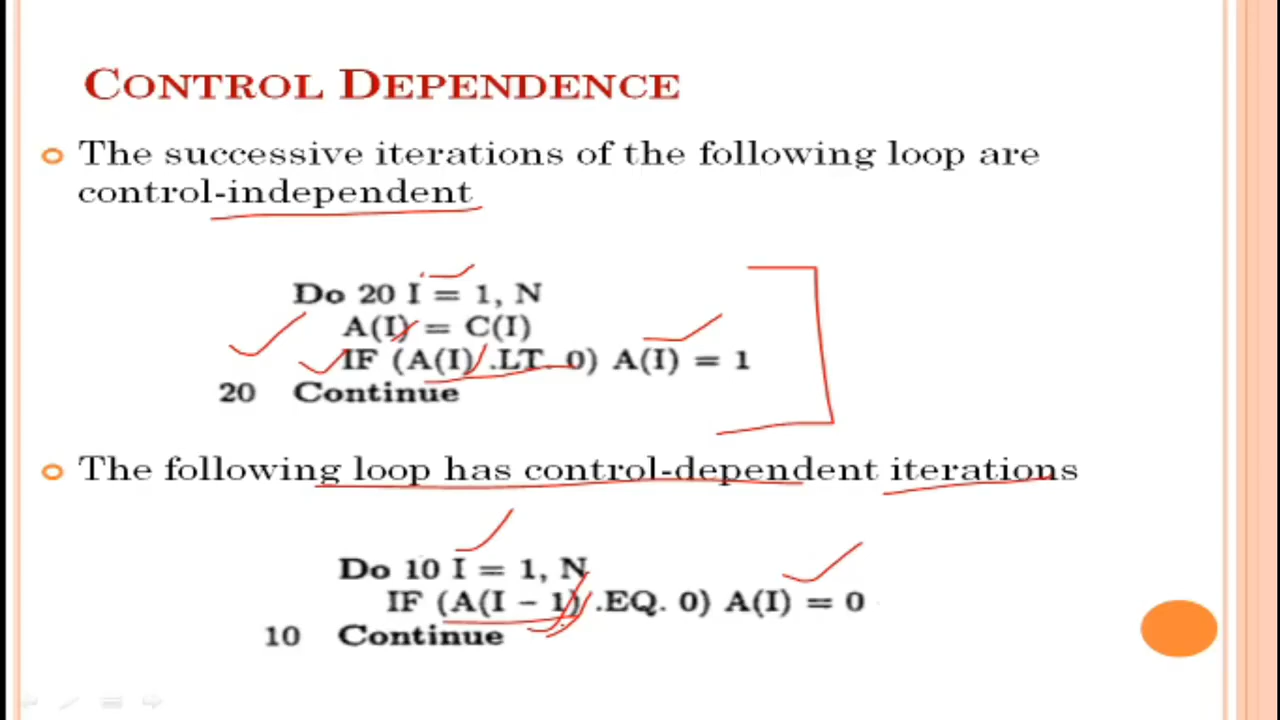 CONTROL DEPENDENCE
The successive iterations of the following loop are
control-independent
Do 20 I = 1, N
A(I) = C(I)
IF (A(I) .LT. 0) A(I) = 1
20 Continue
The following loop has control-dependent iterations
Do 10 I = 1, N
IF (A(I − 1) .EQ. 0) A(I) = 0
10 Continue